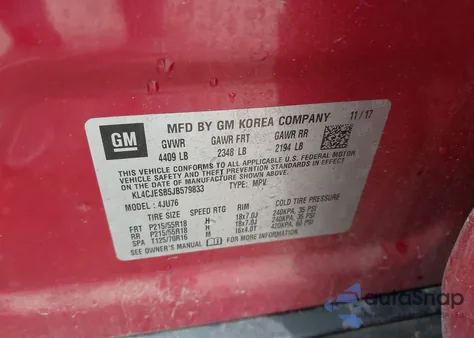 GM
MFD BY GM KOREA COMPANY 11/17
GVWR GAWR FRT GAWR RR
4409 LB 2348 LB 2194 LB
THIS VEHICLE CONFORMS TO ALL APPLICABLE U.S. FEDERAL MOTOR
VEHICLE SAFETY AND THEFT PREVENTION STANDARDS IN EFFECT
ON THE DATE OF MANUFACTURE SHOWN ABOVE.
KL4CJESB5JB579833 TYPE: MPV
MODEL: 4JU76
TIRE SIZE SPEED RTG RIM COLD TIRE PRESSURE
FRT P215/55R18 H 18x7.0J 240KPA, 35 PSI
RR P215/55R18 H 18x7.0J 240KPA, 35 PSI
SPA T125/70R16 M 16x4.0T 420KPA, 60 PSI
SEE OWNER'S MANUAL FOR ADDITIONAL INFORMATION.
autoSnap